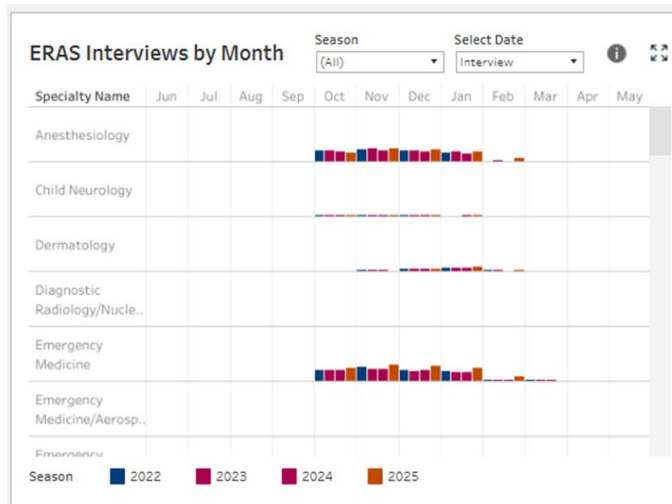 ERAS Interviews by Month
Season
(All)
Select Date
Interview
Specialty Name Jun Jul Aug Sep Oct Nov Dec Jan Feb Mar Apr May
Anesthesiology
Child Neurology
Dermatology
Diagnostic
Radiology/Nucle..
Emergency
Medicine
Emergency
Medicine/Aerosp..
Emergency
Season 2022 2023 2024 2025